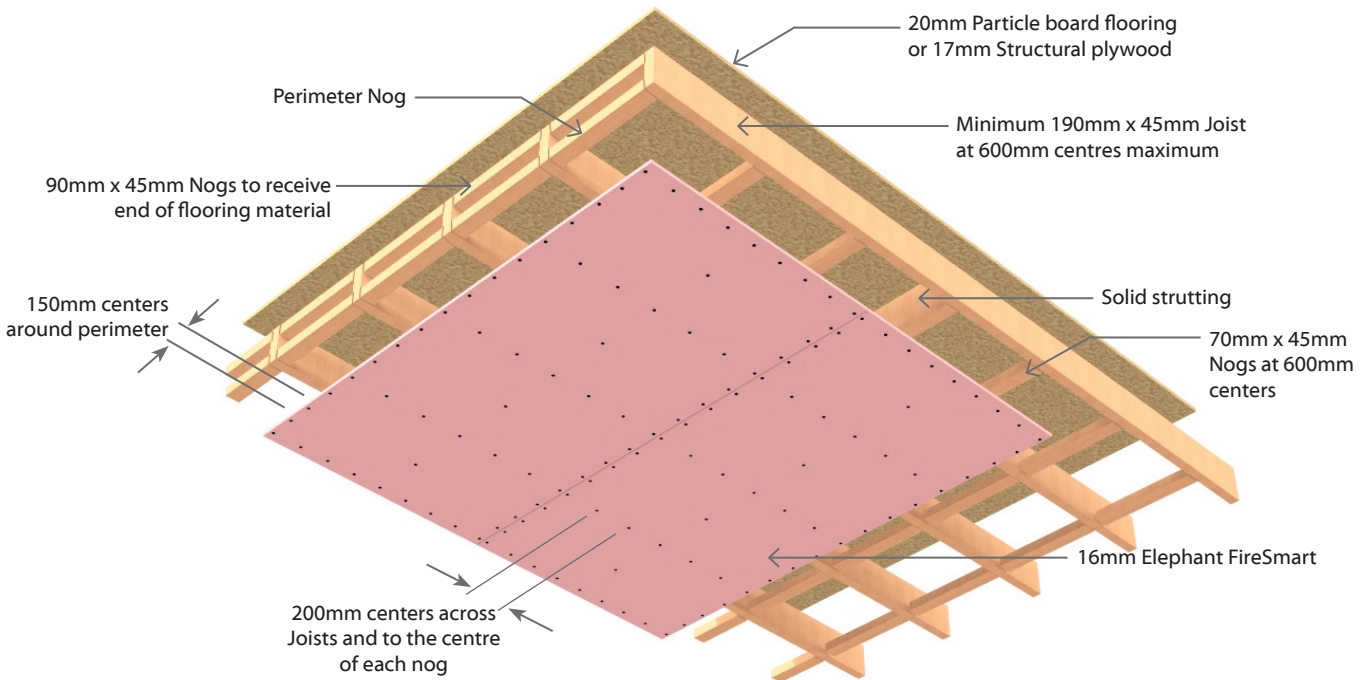 20mm Particle board flooring
or 17mm Structural plywood
Perimeter Nog
Minimum 190mm x 45mm Joist
at 600mm centres maximum
90mm x 45mm Nogs to receive
end of flooring material
150mm centers
around perimeter
Solid strutting
70mm x 45mm
Nogs at 600mm
centers
16mm Elephant FireSmart
200mm centers across
Joists and to the centre
of each nog